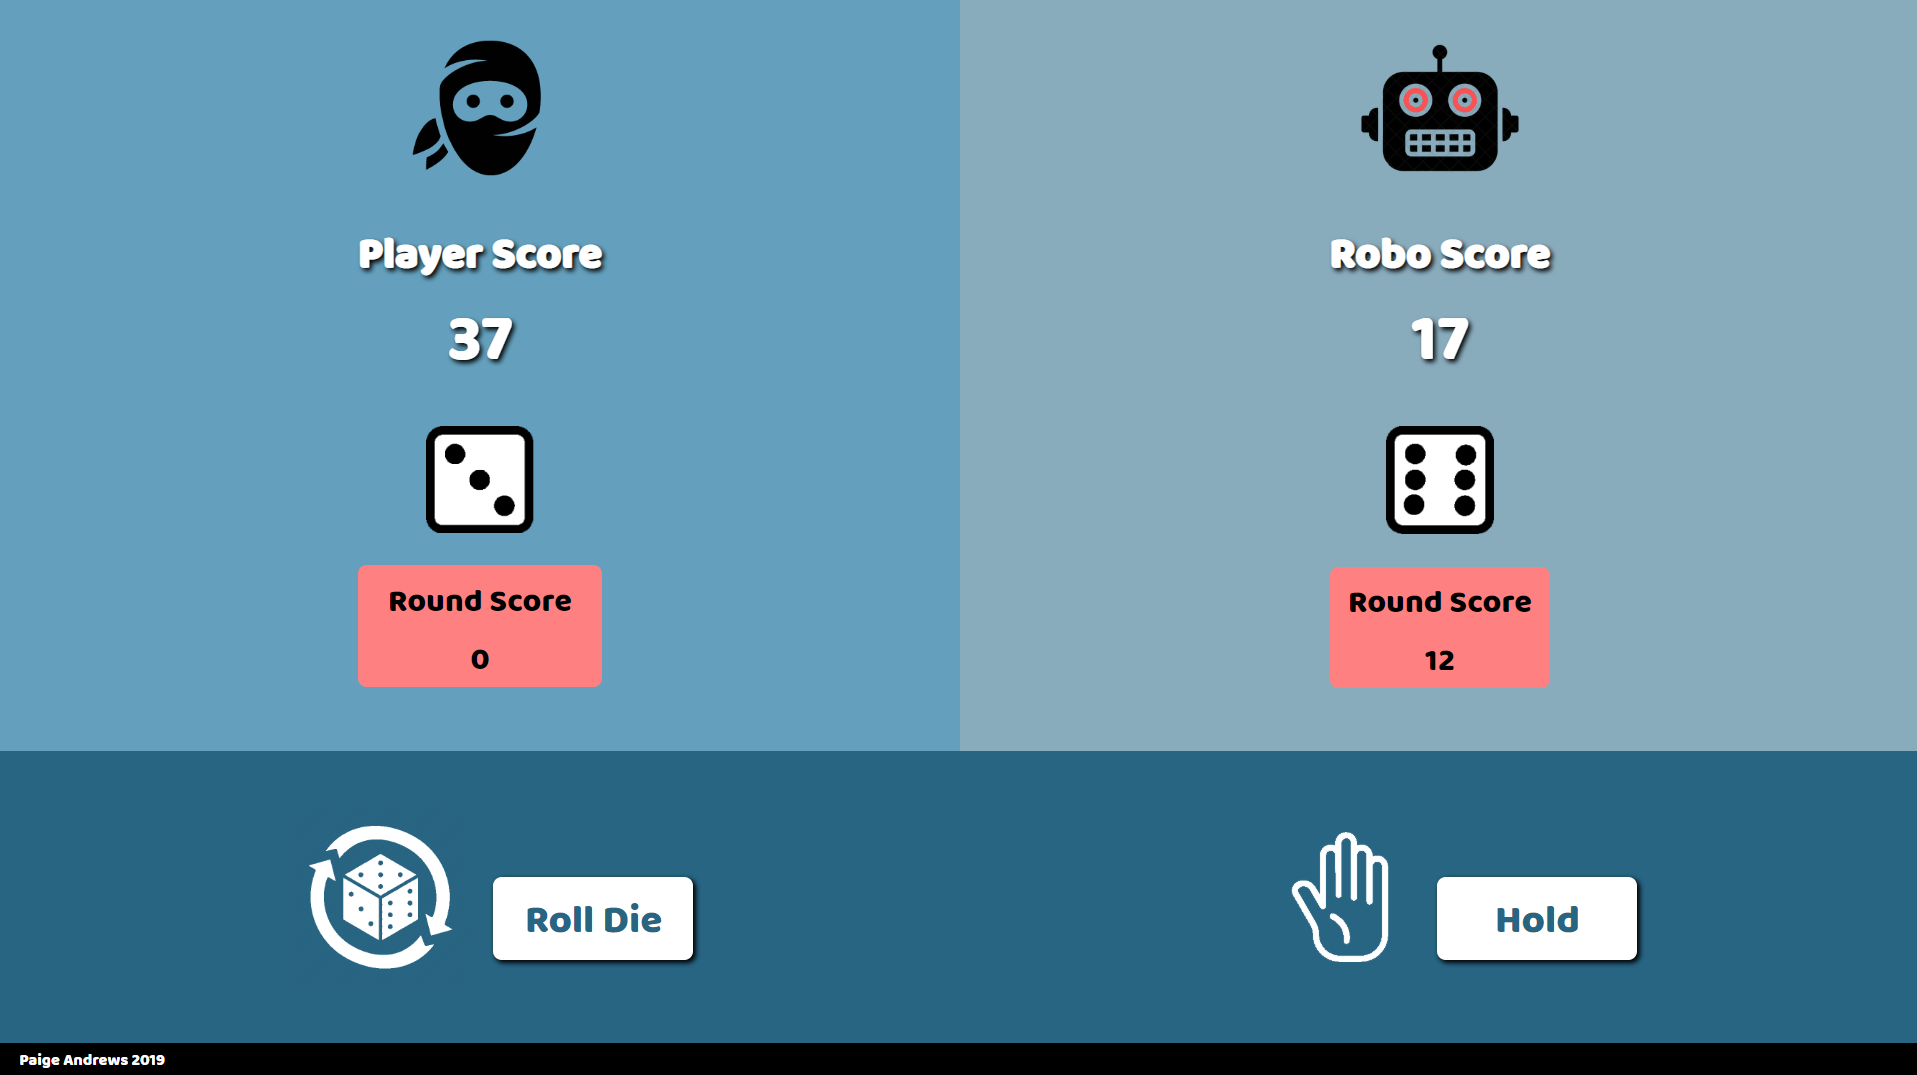 Player Score
37
Round Score
0
Robo Score
17
Round Score
12
Roll Die
Hold
Paige Andrews 2019